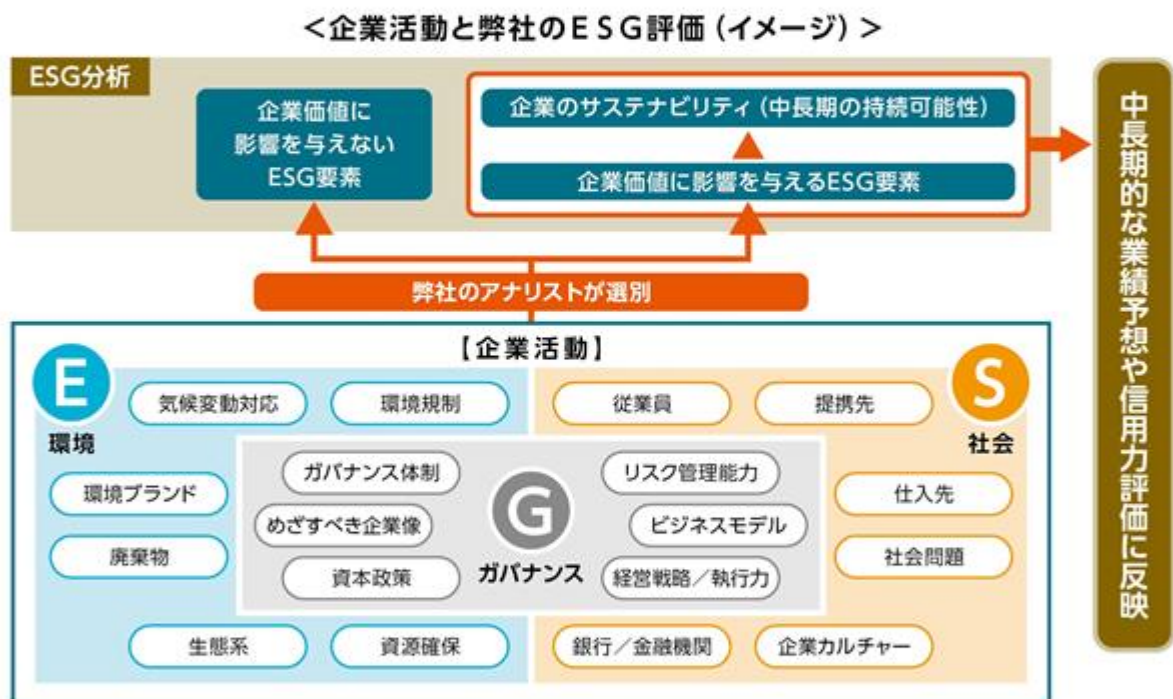 ＜企業活動と弊社のＥＳＧ評価（イメージ）＞
ESG分析
企業価値に
影響を与えない
ESG要素
企業のサステナビリティ（中長期の持続可能性）
企業価値に影響を与えるESG要素
中長期的な業績予想や信用力評価に反映
弊社のアナリストが選別
【企業活動】
E
環境
S
社会
気候変動対応
環境規制
従業員
提携先
環境ブランド
廃棄物
ガバナンス体制
めざすべき企業像
資本政策
G
ガバナンス
リスク管理能力
ビジネスモデル
経営戦略／執行力
仕入先
社会問題
生態系
資源確保
銀行／金融機関
企業カルチャー